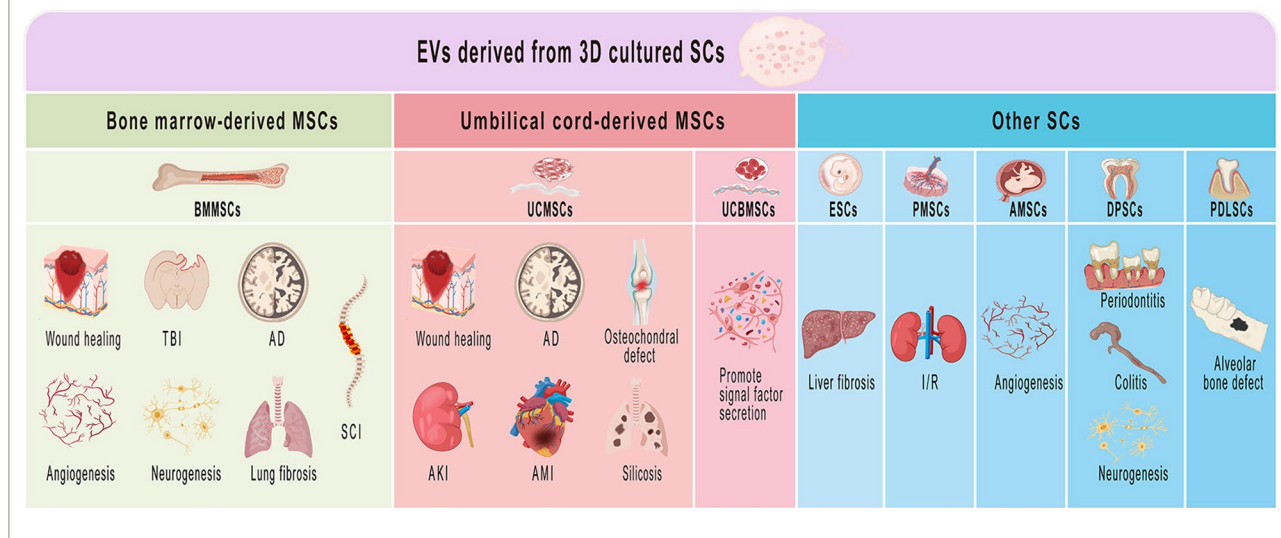 EVs derived from 3D cultured SCs
Bone marrow-derived MSCs
Umbilical cord-derived MSCs
Other SCs
BMMSCs
UCMSCs
UCBMSCs
ESCs
PMSCs
AMSCs
DPSCs
PDLSCs
Wound healing
TBI
AD
SCI
Angiogenesis
Neurogenesis
Lung fibrosis
Wound healing
AD
Osteochondral
defect
AKI
AMI
Silicosis
Promote
signal factor
secretion
Liver fibrosis
I/R
Angiogenesis
Periodontitis
Colitis
Neurogenesis
Alveolar
bone defect